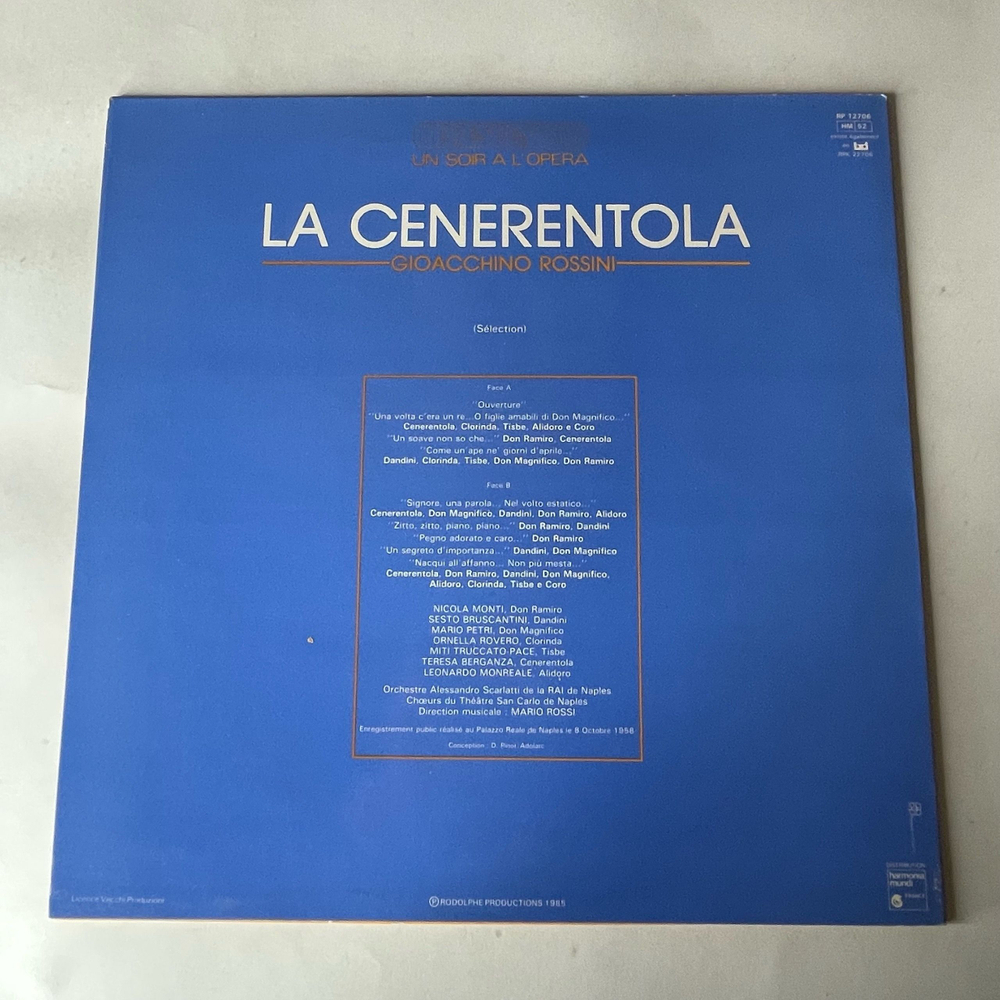 RP 12706
HM 52
UN SOIR A L'OPERA
LA CENERENTOLA
GIOACCHINO ROSSINI
(Sélection)
Face A
"Ouverture"
"Una volta c'era un re...O figlie amabili di Don Magnifico..."
Cenerentola, Clorinda, Tisbe, Alidoro e Coro
"Un soave non so che..." Don Ramiro, Cenerentola
"Come un'ape ne' giorni d'aprile..."
Dandini, Clorinda, Tisbe, Don Magnifico, Don Ramiro
Face B
"Signore, una parola... Nel volto estatico..."
Cenerentola, Don Magnifico, Dandini, Don Ramiro, Alidoro
"Zitto, zitto, piano, piano..." Don Ramiro, Dandini
"Pegno adorato e caro..." Don Ramiro
"Un segreto d'importanza..." Dandini, Don Magnifico
"Nacqui all'affanno... Non più mesta..."
Cenerentola, Don Ramiro, Dandini, Don Magnifico,
Alidoro, Clorinda, Tisbe e Coro
NICOLA MONTI, Don Ramiro
SESTO BRUSCANTINI, Dandini
MARIO PETRI, Don Magnifico
ORNELLA ROVERO, Clorinda
MITI TRUCCATO-PACE, Tisbe
TERESA BERGANZA, Cenerentola
LEONARDO MONREALE, Alidoro
Orchestre Alessandro Scarlatti de la RAI de Naples
Chœurs du Théâtre San Carlo de Naples
Direction musicale : MARIO ROSSI
Enregistrement public réalisé au Palazzo Reale de Naples le 8 Octobre 1958
Conception : D. Pinoi, Adolarc
DISTRIBUTION
harmonia
mundi
FRANCE
Ⓟ RODOLPHE PRODUCTIONS 1985